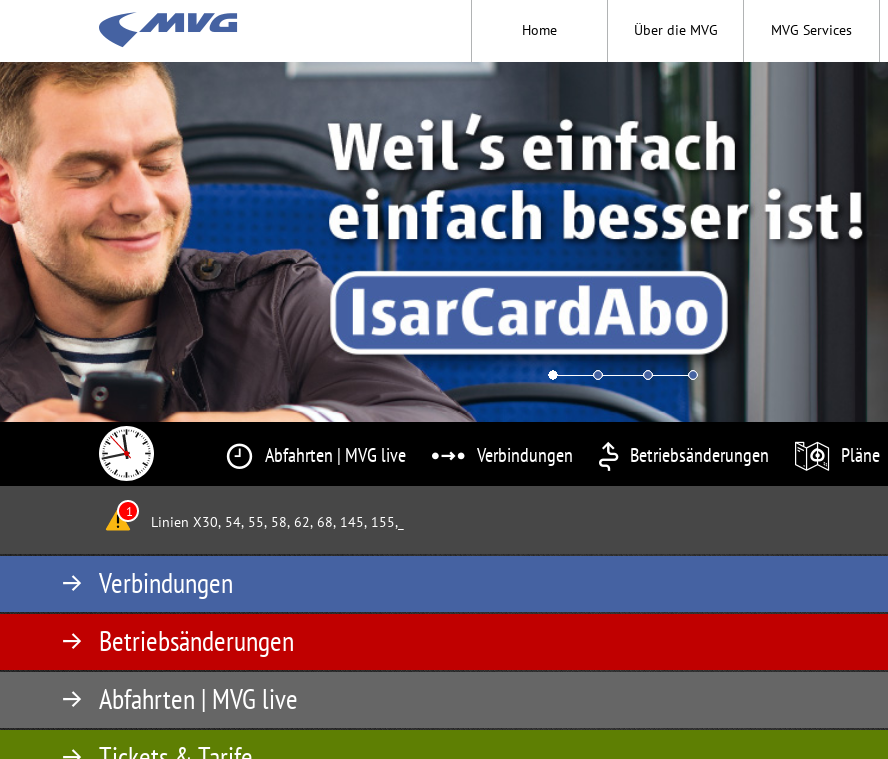 MVG
Home
Über die MVG
MVG Services
Weil´s einfach
einfach besser ist!
IsarCardAbo
Abfahrten | MVG live
Verbindungen
Betriebsänderungen
Pläne
1
Linien X30, 54, 55, 58, 62, 68, 145, 155,_
Verbindungen
Betriebsänderungen
Abfahrten | MVG live
Tickets & Tarife